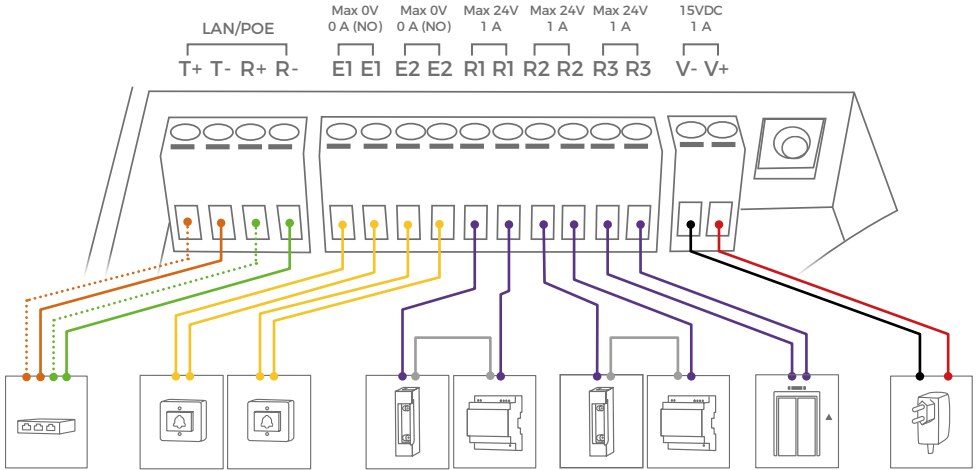 LAN/POE
T+ T- R+ R-
Max 0V
0 A (NO)
E1 E1
Max 0V
0 A (NO)
E2 E2
Max 24V
1 A
R1 R1
Max 24V
1 A
R2 R2
Max 24V
1 A
R3 R3
15VDC
1 A
V- V+